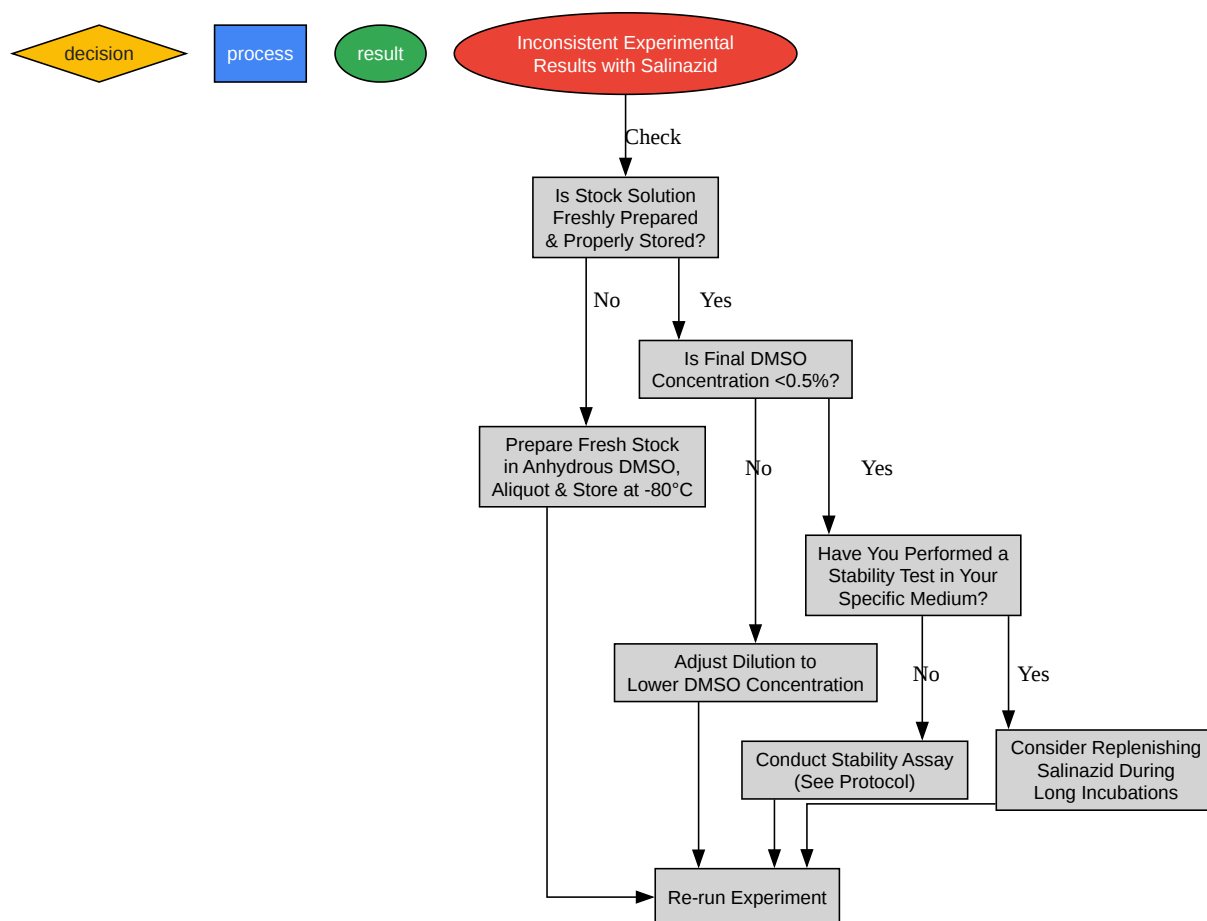 decision
process
result
Inconsistent Experimental
Results with Salinazid
Check
Is Stock Solution
Freshly Prepared
& Properly Stored?
No
Yes
Is Final DMSO
Concentration <0.5%?
Prepare Fresh Stock
in Anhydrous DMSO,
Aliquot & Store at -80°C
No
Yes
Have You Performed a
Stability Test in Your
Specific Medium?
Adjust Dilution to
Lower DMSO Concentration
No
Yes
Conduct Stability Assay
(See Protocol)
Consider Replenishing
Salinazid During
Long Incubations
Re-run Experiment